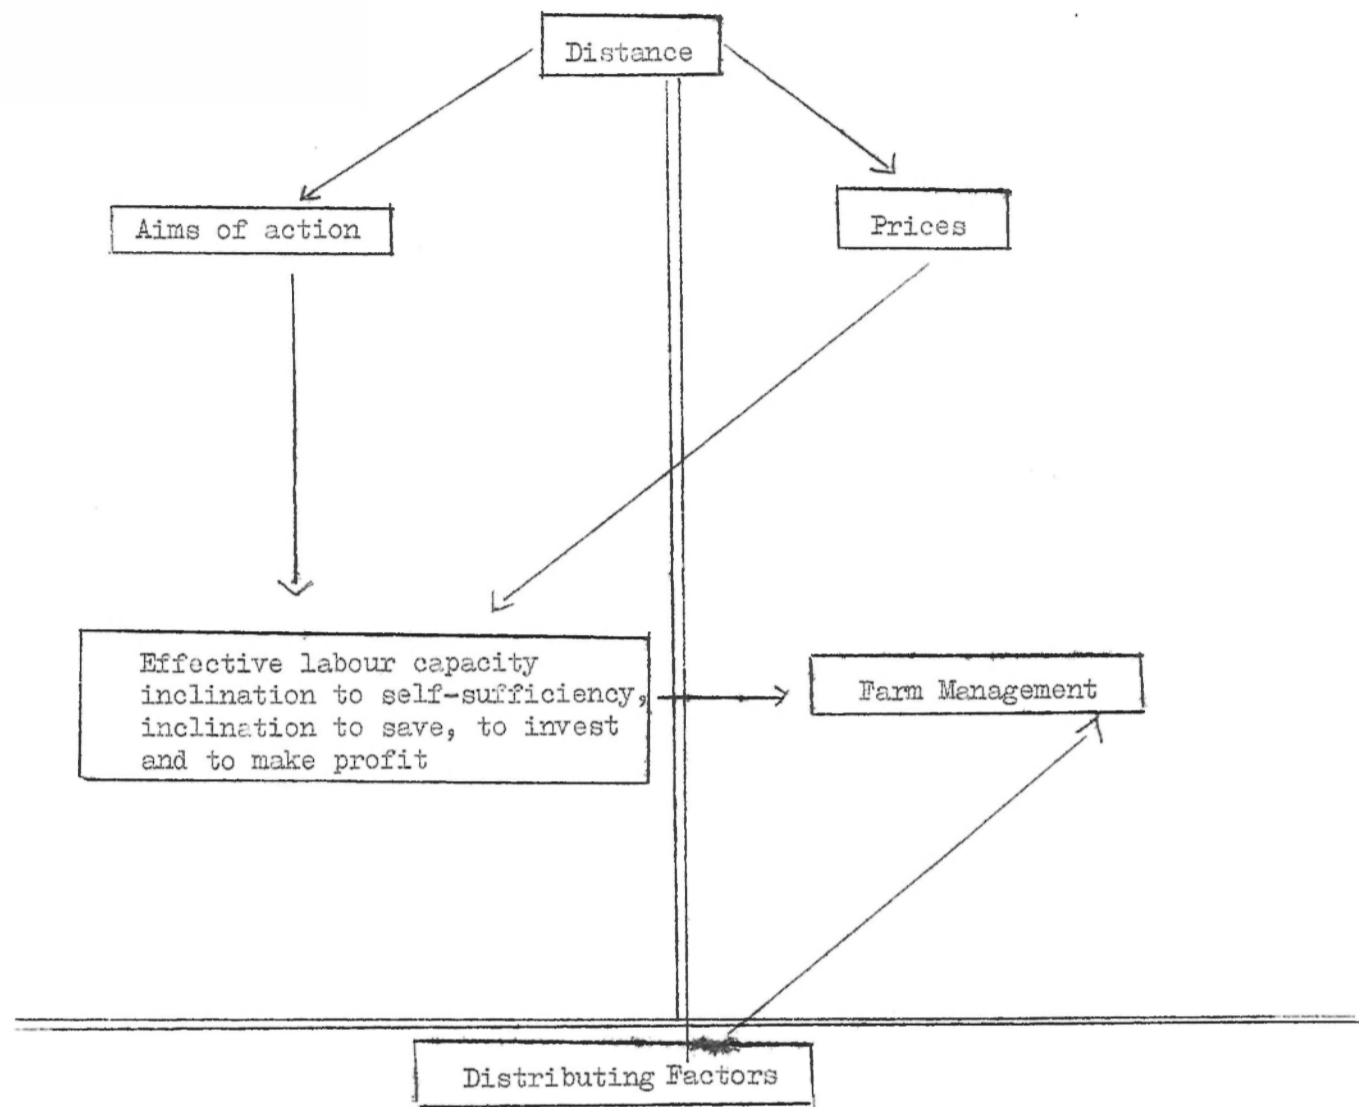 Distance
Aims of action
Prices
Effective labour capacity
inclination to self-sufficiency,
inclination to save, to invest
and to make profit
Farm Management
Distributing Factors